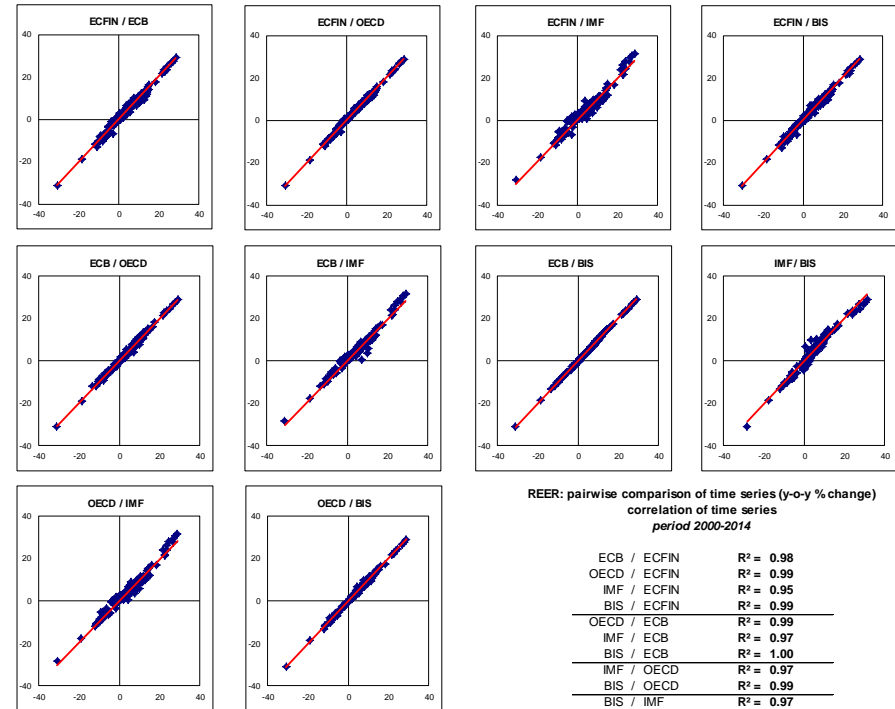 ECFIN / ECB
40
20
0
-20
-40
-40 -20 0 20 40
ECFIN / OECD
40
20
0
-20
-40
-40 -20 0 20 40
ECFIN / IMF
40
20
0
-20
-40
-40 -20 0 20 40
ECFIN / BIS
40
20
0
-20
-40
-40 -20 0 20 40
ECB / OECD
40
20
0
-20
-40
-40 -20 0 20 40
ECB / IMF
40
20
0
-20
-40
-40 -20 0 20 40
ECB / BIS
40
20
0
-20
-40
-40 -20 0 20 40
IMF/ BIS
40
20
0
-20
-40
-40 -20 0 20 40
OECD / IMF
40
20
0
-20
-40
-40 -20 0 20 40
OECD / BIS
40
20
0
-20
-40
-40 -20 0 20 40
REER: pairwise comparison of time series (y-o-y % change)
correlation of time series
period 2000-2014
ECB / ECFIN R² = 0.98
OECD / ECFIN R² = 0.99
IMF / ECFIN R² = 0.95
BIS / ECFIN R² = 0.99
OECD / ECB R² = 0.99
IMF / ECB R² = 0.97
BIS / ECB R² = 1.00
IMF / OECD R² = 0.97
BIS / OECD R² = 0.99
BIS / IMF R² = 0.97